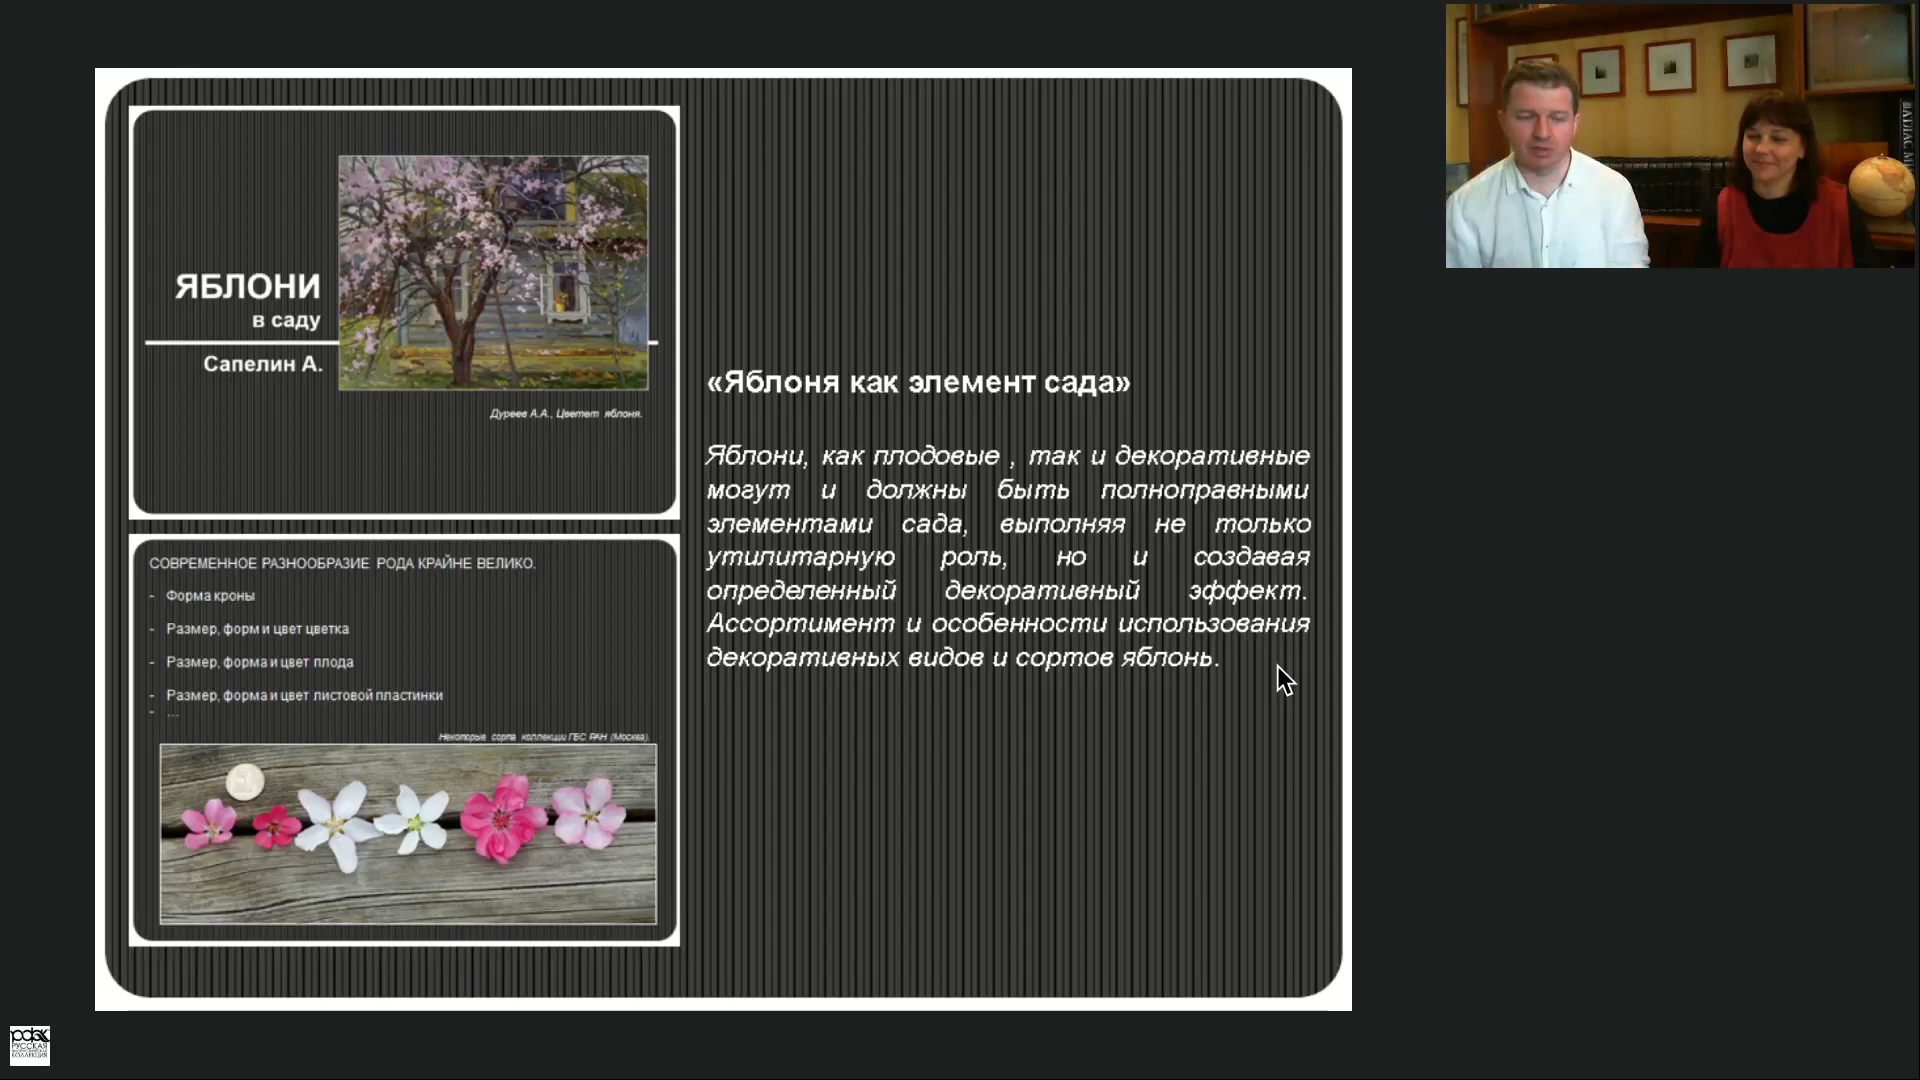 ЯБЛОНИ
в саду
Сапелин А.
Дуреев А.А., Цветет яблоня.
СОВРЕМЕННОЕ РАЗНООБРАЗИЕ РОДА КРАЙНЕ ВЕЛИКО.
- Форма кроны
- Размер, форм и цвет цветка
- Размер, форма и цвет плода
- Размер, форма и цвет листовой пластинки
- ...
Некоторые сорта коллекции ГБС РАН (Москва).
«Яблоня как элемент сада»
Яблони, как плодовые , так и декоративные
могут и должны быть полноправными
элементами сада, выполняя не только
утилитарную роль, но и создавая
определенный декоративный эффект.
Ассортимент и особенности использования
декоративных видов и сортов яблонь.
РУССКАЯ
КОЛЛЕКЦИЯ